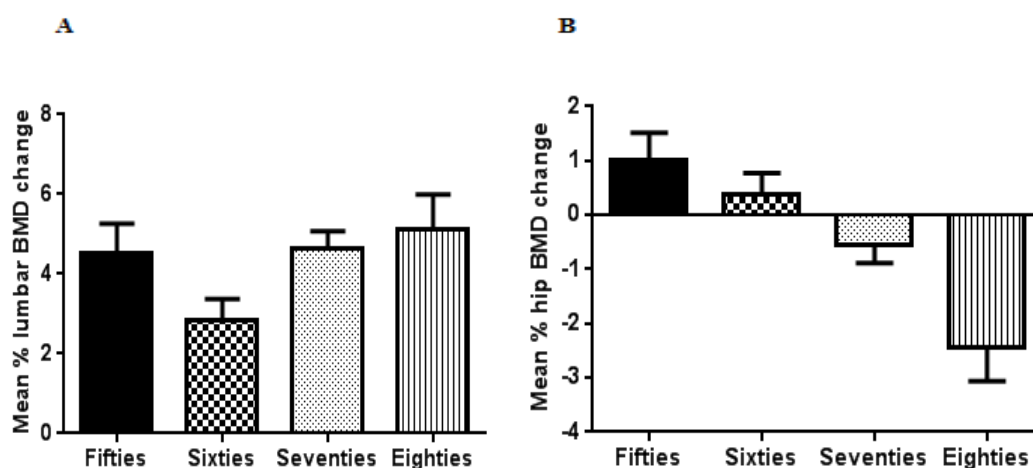 A
Mean % lumbar BMD change
8
6
4
2
0
Fifties Sixties Seventies Eighties
B
Mean % hip BMD change
2
1
0
-1
-2
-3
-4
Fifties Sixties Seventies Eighties